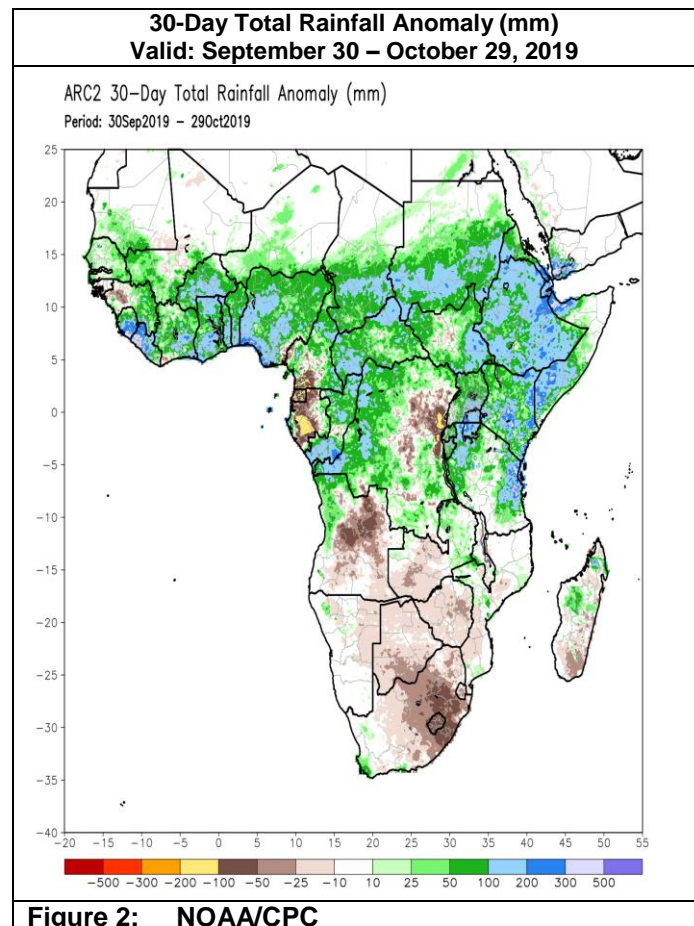 30-Day Total Rainfall Anomaly (mm)
Valid: September 30 – October 29, 2019
ARC2 30-Day Total Rainfall Anomaly (mm)
Period: 30Sep2019 – 29Oct2019
25
20
15
10
5
0
-5
-10
-15
-20
-25
-30
-35
-40
-20 -15 -10 -5 0 5 10 15 20 25 30 35 40 45 50 55
-500 -300 -200 -100 -50 -25 -10 10 25 50 100 200 300 500
Figure 2: NOAA/CPC